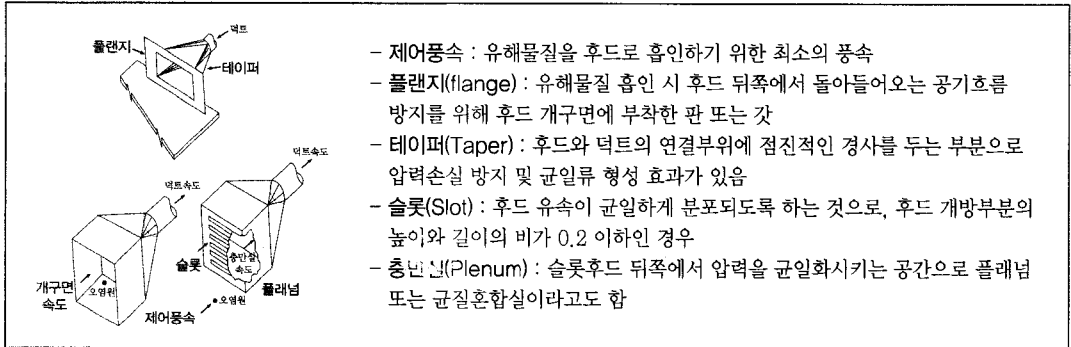 덕트
플랜지
테이퍼
덕트속도
덕트속도
슬롯
충만실
속도
개구면
속도
오염원
플래넘
오염원
제어풍속
- 제어풍속 : 유해물질을 후드로 흡인하기 위한 최소의 풍속
- 플랜지(flange) : 유해물질 흡인 시 후드 뒤쪽에서 돌아들어오는 공기흐름
방지를 위해 후드 개구면에 부착한 판 또는 갓
- 테이퍼(Taper) : 후드와 덕트의 연결부위에 점진적인 경사를 두는 부분으로
압력손실 방지 및 균일류 형성 효과가 있음
- 슬롯(Slot) : 후드 유속이 균일하게 분포되도록 하는 것으로, 후드 개방부분의
높이와 길이의 비가 0.2 이하인 경우
- 충만실(Plenum) : 슬롯후드 뒤쪽에서 압력을 균일화시키는 공간으로 플래넘
또는 균질혼합실이라고도 함